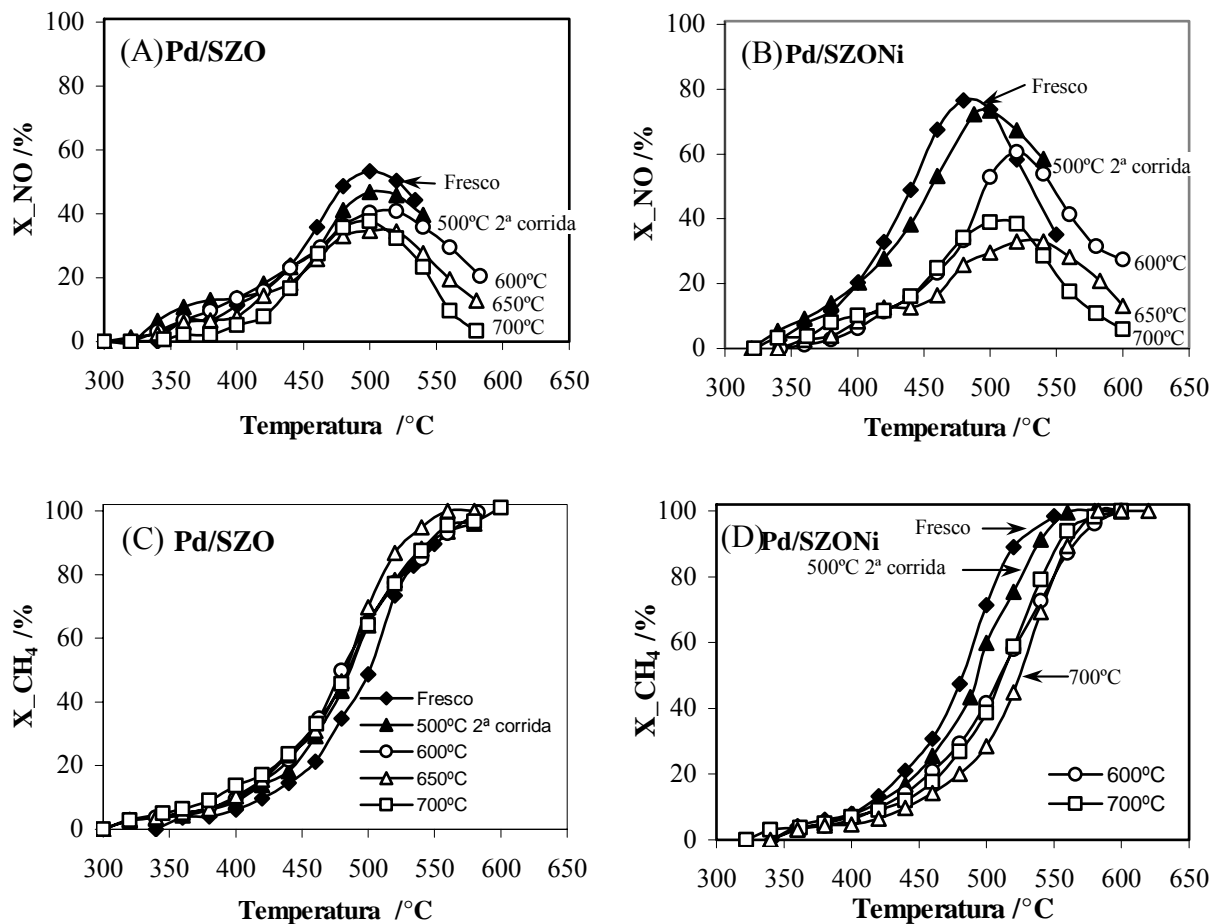 (A) Pd/SZO
X_NO /%
100
80
60
40
20
0
Fresco
500ºC 2ª corrida
600ºC
650ºC
700ºC
300 350 400 450 500 550 600 650
Temperatura /°C
(B) Pd/SZONi
X_NO /%
100
80
60
40
20
0
Fresco
500ºC 2ª corrida
600ºC
650ºC
700ºC
300 350 400 450 500 550 600 650
Temperatura /°C
(C) Pd/SZO
X_CH₄ /%
100
80
60
40
20
0
Fresco
500ºC 2ª corrida
600ºC
650ºC
700ºC
300 350 400 450 500 550 600 650
Temperatura /°C
(D) Pd/SZONi
X_CH₄ /%
100
80
60
40
20
0
Fresco
500ºC 2ª corrida
700ºC
600ºC
700ºC
300 350 400 450 500 550 600 650
Temperatura /°C